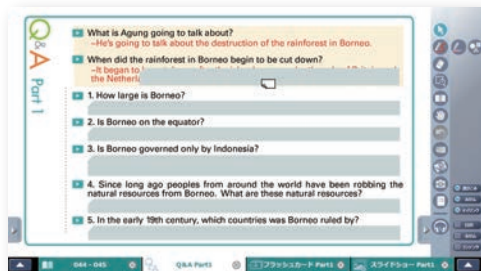 Q&A Part 1
What is Agung going to talk about?
–He's going to talk about the destruction of the rainforest in Borneo.
When did the rainforest in Borneo begin to be cut down?
–It began to
the Netherla
1. How large is Borneo?
2. Is Borneo on the equator?
3. Is Borneo governed only by Indonesia?
4. Since long ago peoples from around the world have been robbing the
natural resources from Borneo. What are these natural resources?
5. In the early 19th century, which countries was Borneo ruled by?
044-045
Q&A Part1
フラッシュカード Part1
スライドショー Part1